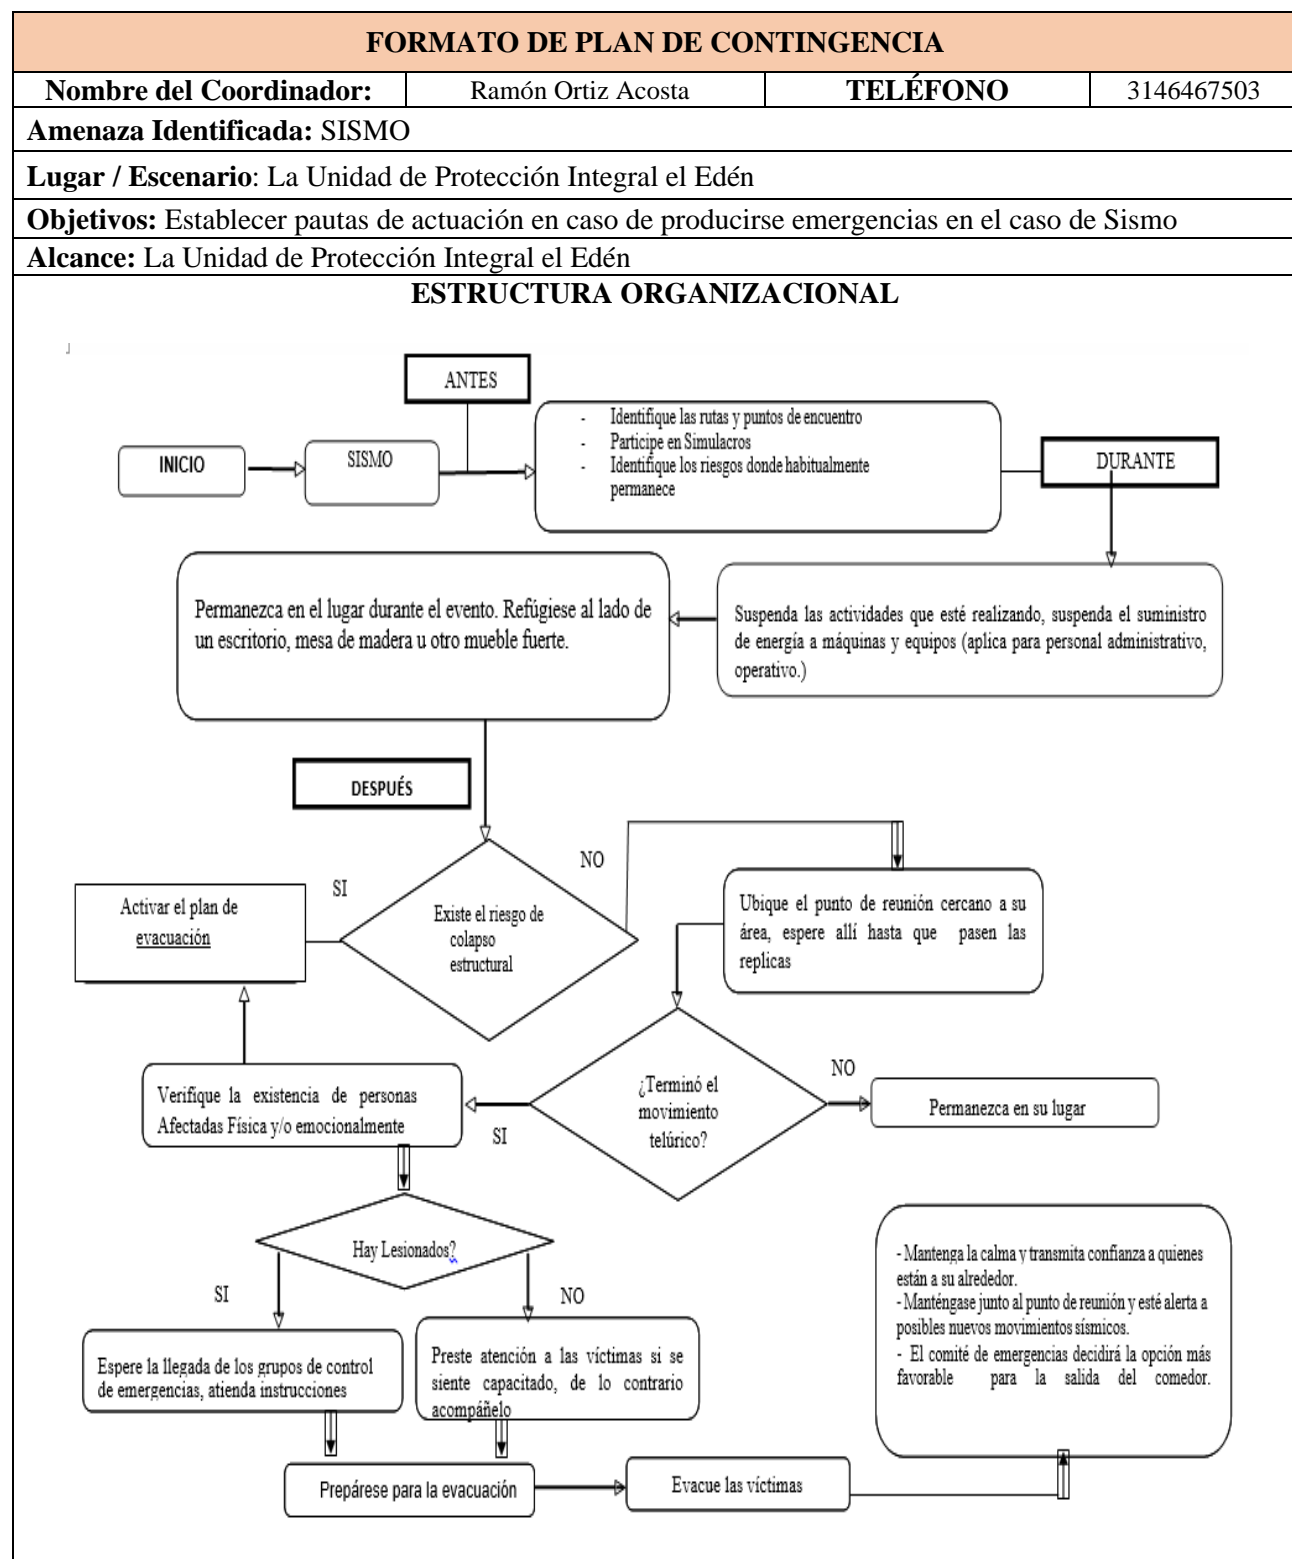 FORMATO DE PLAN DE CONTINGENCIA
Nombre del Coordinador: Ramón Ortiz Acosta TELÉFONO 3146467503
Amenaza Identificada: SISMO
Lugar / Escenario: La Unidad de Protección Integral el Edén
Objetivos: Establecer pautas de actuación en caso de producirse emergencias en el caso de Sismo
Alcance: La Unidad de Protección Integral el Edén
ESTRUCTURA ORGANIZACIONAL
ANTES
INICIO
SISMO
- Identifique las rutas y puntos de encuentro
- Participe en Simulacros
- Identifique los riesgos donde habitualmente
permanece
DURANTE
Suspenda las actividades que esté realizando, suspenda el suministro
de energía a máquinas y equipos (aplica para personal administrativo,
operativo.)
Permanezca en el lugar durante el evento. Refúgiese al lado de
un escritorio, mesa de madera u otro mueble fuerte.
DESPUÉS
Existe el riesgo de
colapso
estructural
SI
NO
Activar el plan de
evacuación
Ubique el punto de reunión cercano a su
área, espere allí hasta que pasen las
replicas
¿Terminó el
movimiento
telúrico?
NO
SI
Permanezca en su lugar
Verifique la existencia de personas
Afectadas Física y/o emocionalmente
Hay Lesionados?
SI
NO
Espere la llegada de los grupos de control
de emergencias, atienda instrucciones
Preste atención a las víctimas si se
siente capacitado, de lo contrario
acompáñelo
Prepárese para la evacuación
Evacue las víctimas
- Mantenga la calma y transmita confianza a quienes
están a su alrededor.
- Manténgase junto al punto de reunión y esté alerta a
posibles nuevos movimientos sísmicos.
- El comité de emergencias decidirá la opción más
favorable para la salida del comedor.